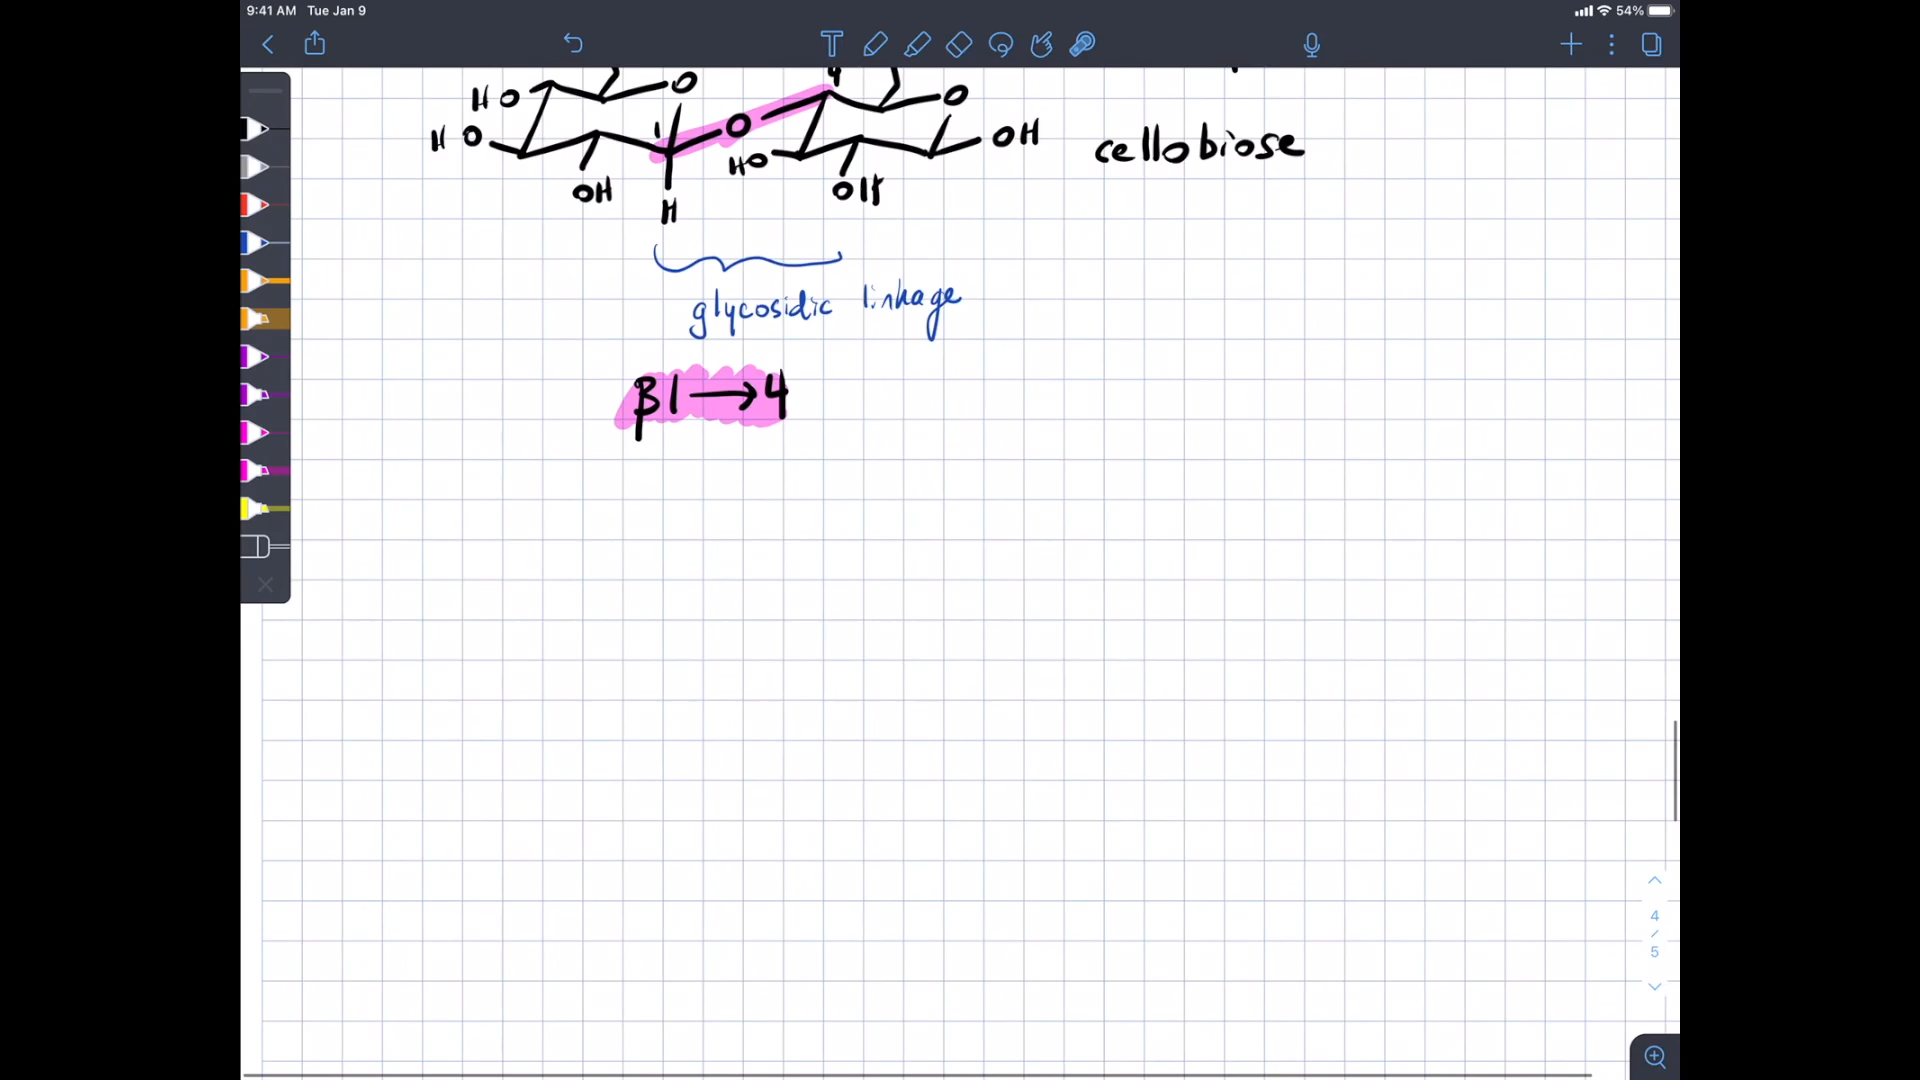 9:41 AM Tue Jan 9
54%
4
O
O
HO
1
O
OH
cellobiose
HO
HO
OH
OH
H
glycosidic linkage
β1→4
4
/
5